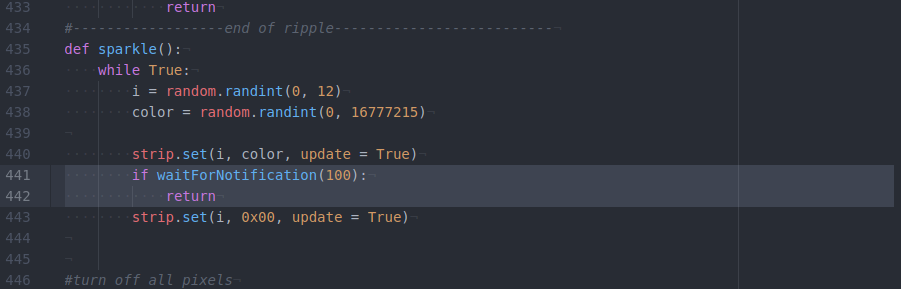 433 return
434 #------------------end of ripple--------------------------
435 def sparkle():
436 while True:
437 i = random.randint(0, 12)
438 color = random.randint(0, 16777215)
439
440 strip.set(i, color, update = True)
441 if waitForNotification(100):
442 return
443 strip.set(i, 0x00, update = True)
444
445
446 #turn off all pixels